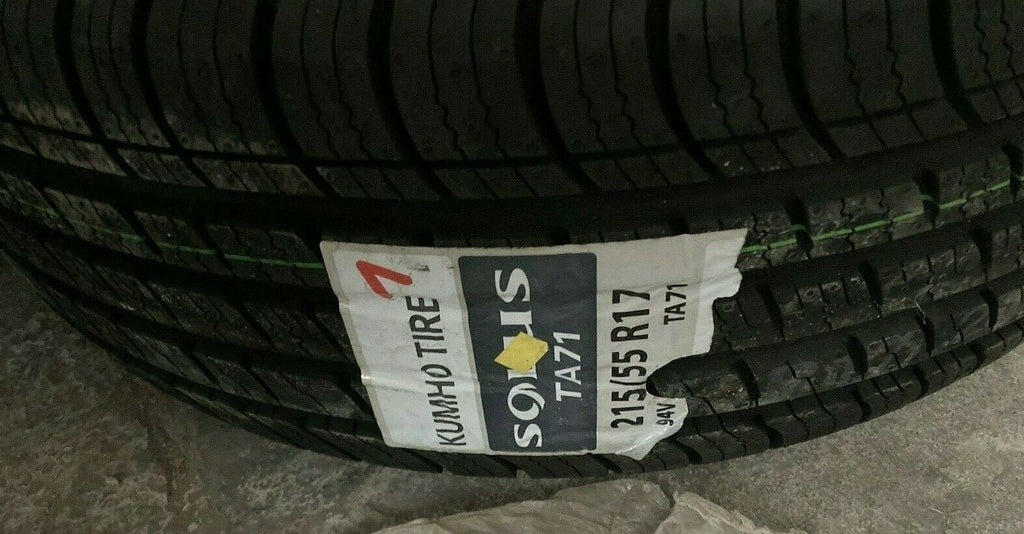 KUMHO TIRE
SOLUS
TA71
215/55 R17
94V
TA71